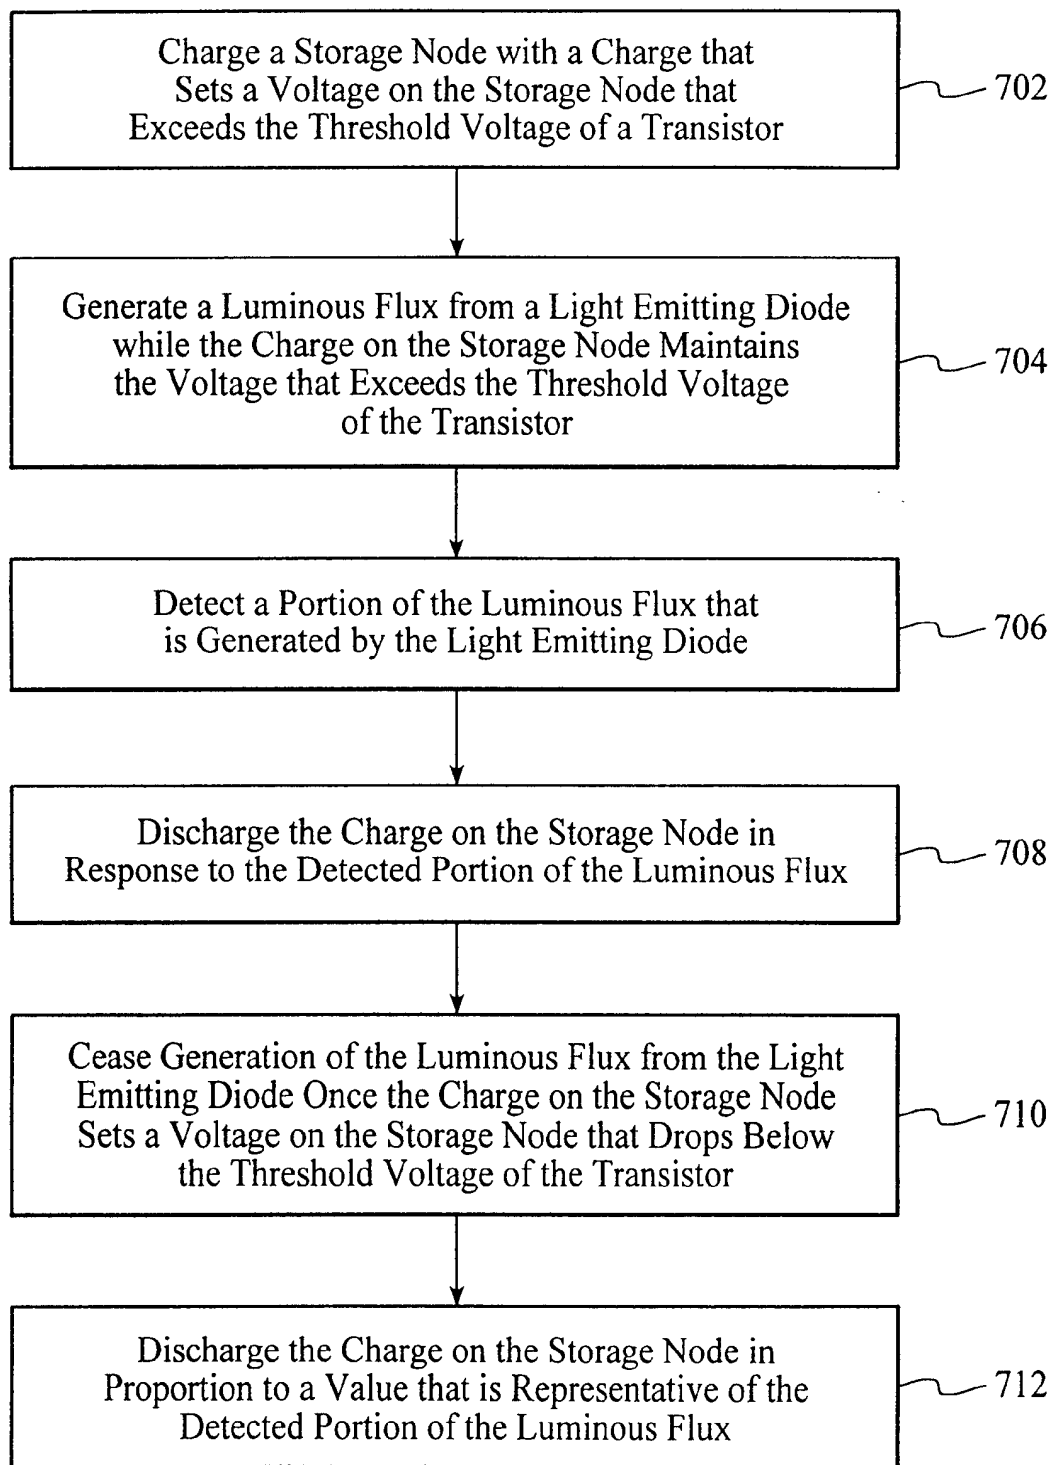 Charge a Storage Node with a Charge that
Sets a Voltage on the Storage Node that
Exceeds the Threshold Voltage of a Transistor
702
Generate a Luminous Flux from a Light Emitting Diode
while the Charge on the Storage Node Maintains
the Voltage that Exceeds the Threshold Voltage
of the Transistor
704
Detect a Portion of the Luminous Flux that
is Generated by the Light Emitting Diode
706
Discharge the Charge on the Storage Node in
Response to the Detected Portion of the Luminous Flux
708
Cease Generation of the Luminous Flux from the Light
Emitting Diode Once the Charge on the Storage Node
Sets a Voltage on the Storage Node that Drops Below
the Threshold Voltage of the Transistor
710
Discharge the Charge on the Storage Node in
Proportion to a Value that is Representative of the
Detected Portion of the Luminous Flux
712